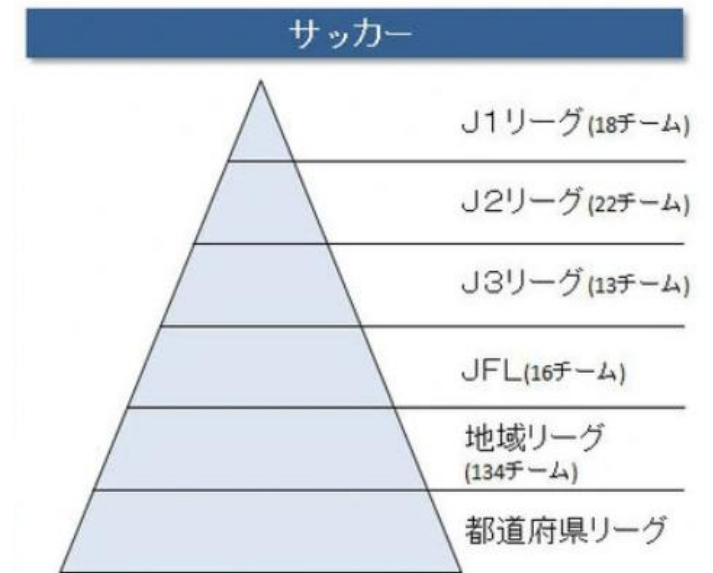 サッカー
J1リーグ(18チーム)
J2リーグ(22チーム)
J3リーグ(13チーム)
JFL(16チーム)
地域リーグ
(134チーム)
都道府県リーグ